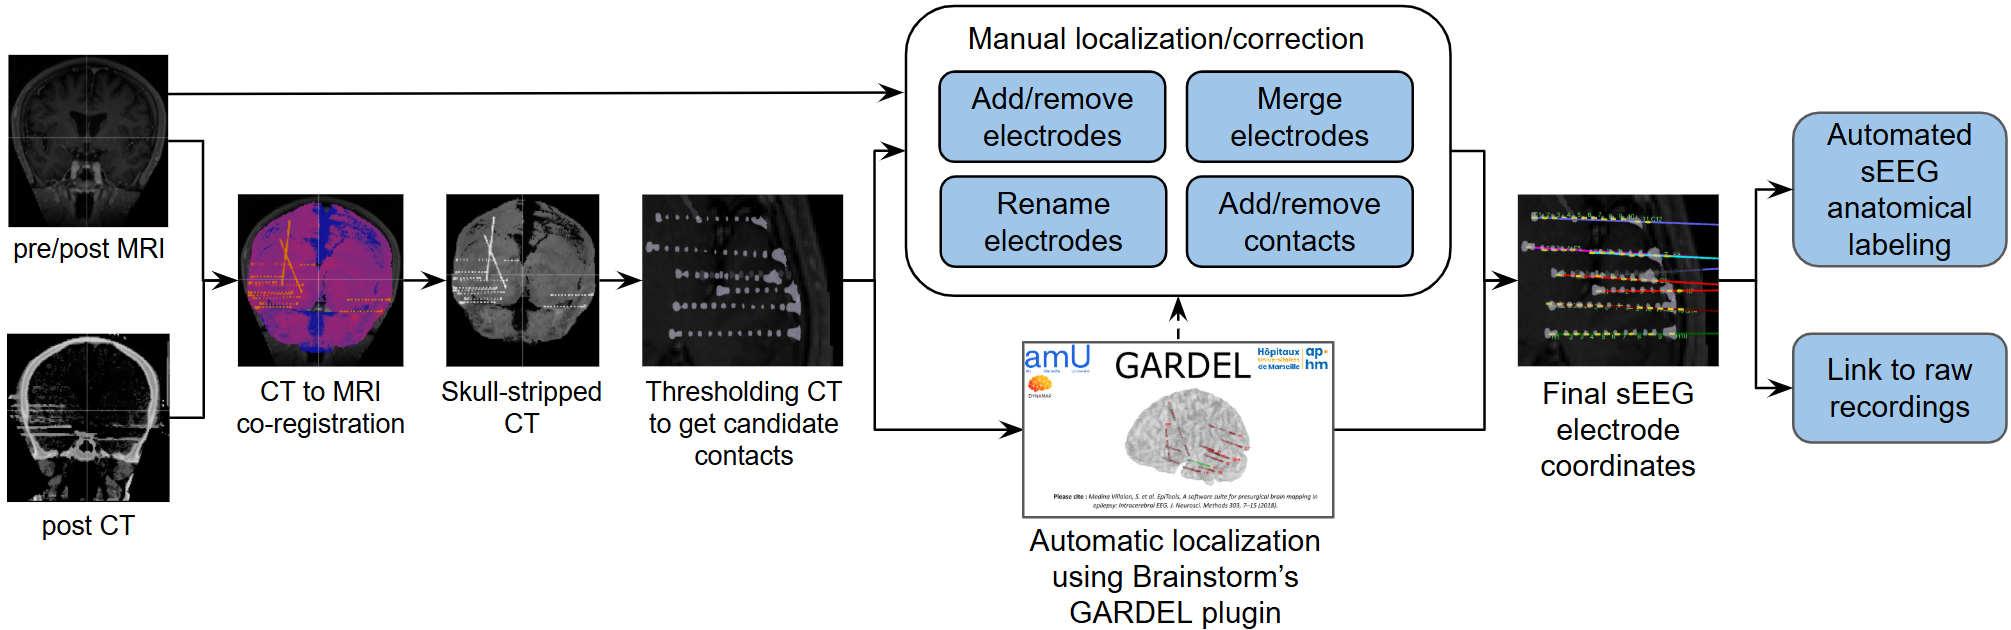 pre/post MRI
post CT
CT to MRI
co-registration
Skull-stripped
CT
Thresholding CT
to get candidate
contacts
Manual localization/correction
Add/remove
electrodes
Merge
electrodes
Rename
electrodes
Add/remove
contacts
amU
Marseille
DYNAMAP
GARDEL
Hôpitaux
Universitaires
de Marseille
ap·
hm
Please cite : Medina Villalon, S. et al. EpiTools, A software suite for presurgical brain mapping in
epilepsy: Intracerebral EEG. J. Neurosci. Methods 303, 7–15 (2018).
Automatic localization
using Brainstorm’s
GARDEL plugin
Final sEEG
electrode
coordinates
Automated
sEEG
anatomical
labeling
Link to raw
recordings